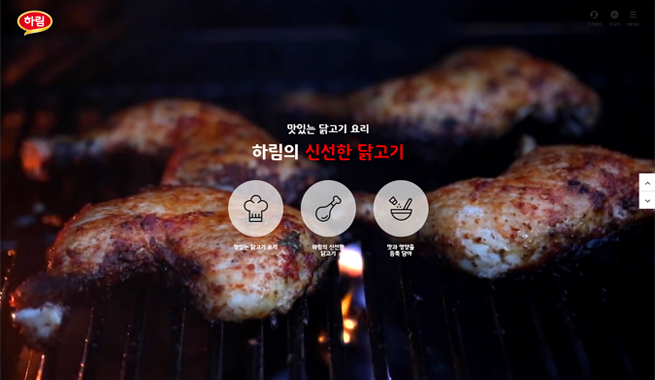 하림
맛있는 닭고기 요리
하림의 신선한 닭고기
맛있는 닭고기 요리
하림의 신선한
닭고기
맛과 영양을
듬뿍 담아